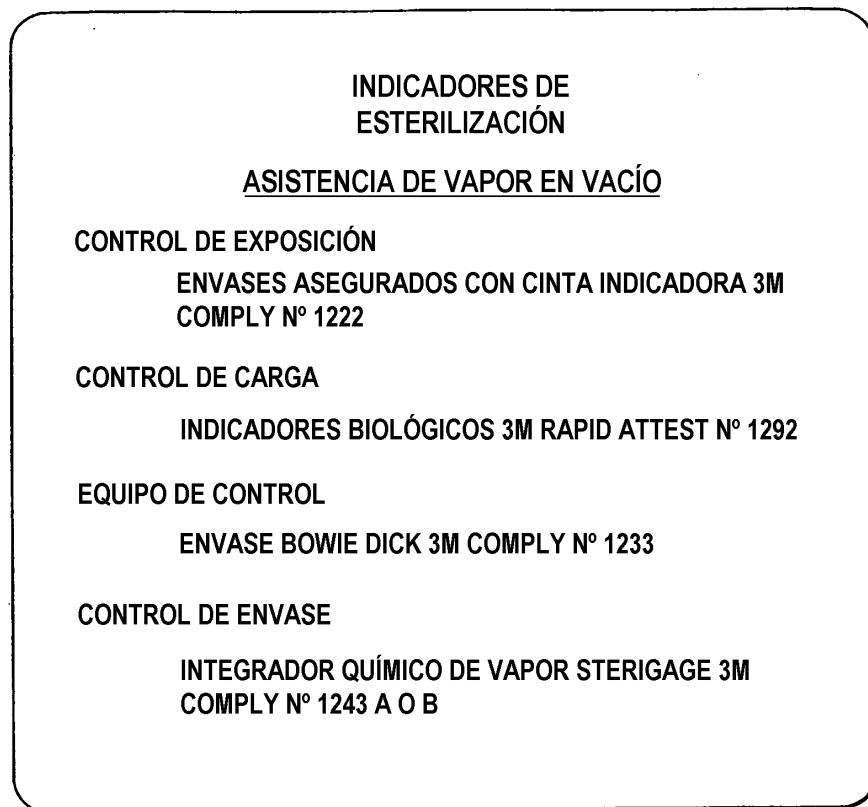 INDICADORES DE
ESTERILIZACIÓN
ASISTENCIA DE VAPOR EN VACÍO
CONTROL DE EXPOSICIÓN
ENVASES ASEGURADOS CON CINTA INDICADORA 3M
COMPLY Nº 1222
CONTROL DE CARGA
INDICADORES BIOLÓGICOS 3M RAPID ATTEST Nº 1292
EQUIPO DE CONTROL
ENVASE BOWIE DICK 3M COMPLY Nº 1233
CONTROL DE ENVASE
INTEGRADOR QUÍMICO DE VAPOR STERIGAGE 3M
COMPLY Nº 1243 A O B